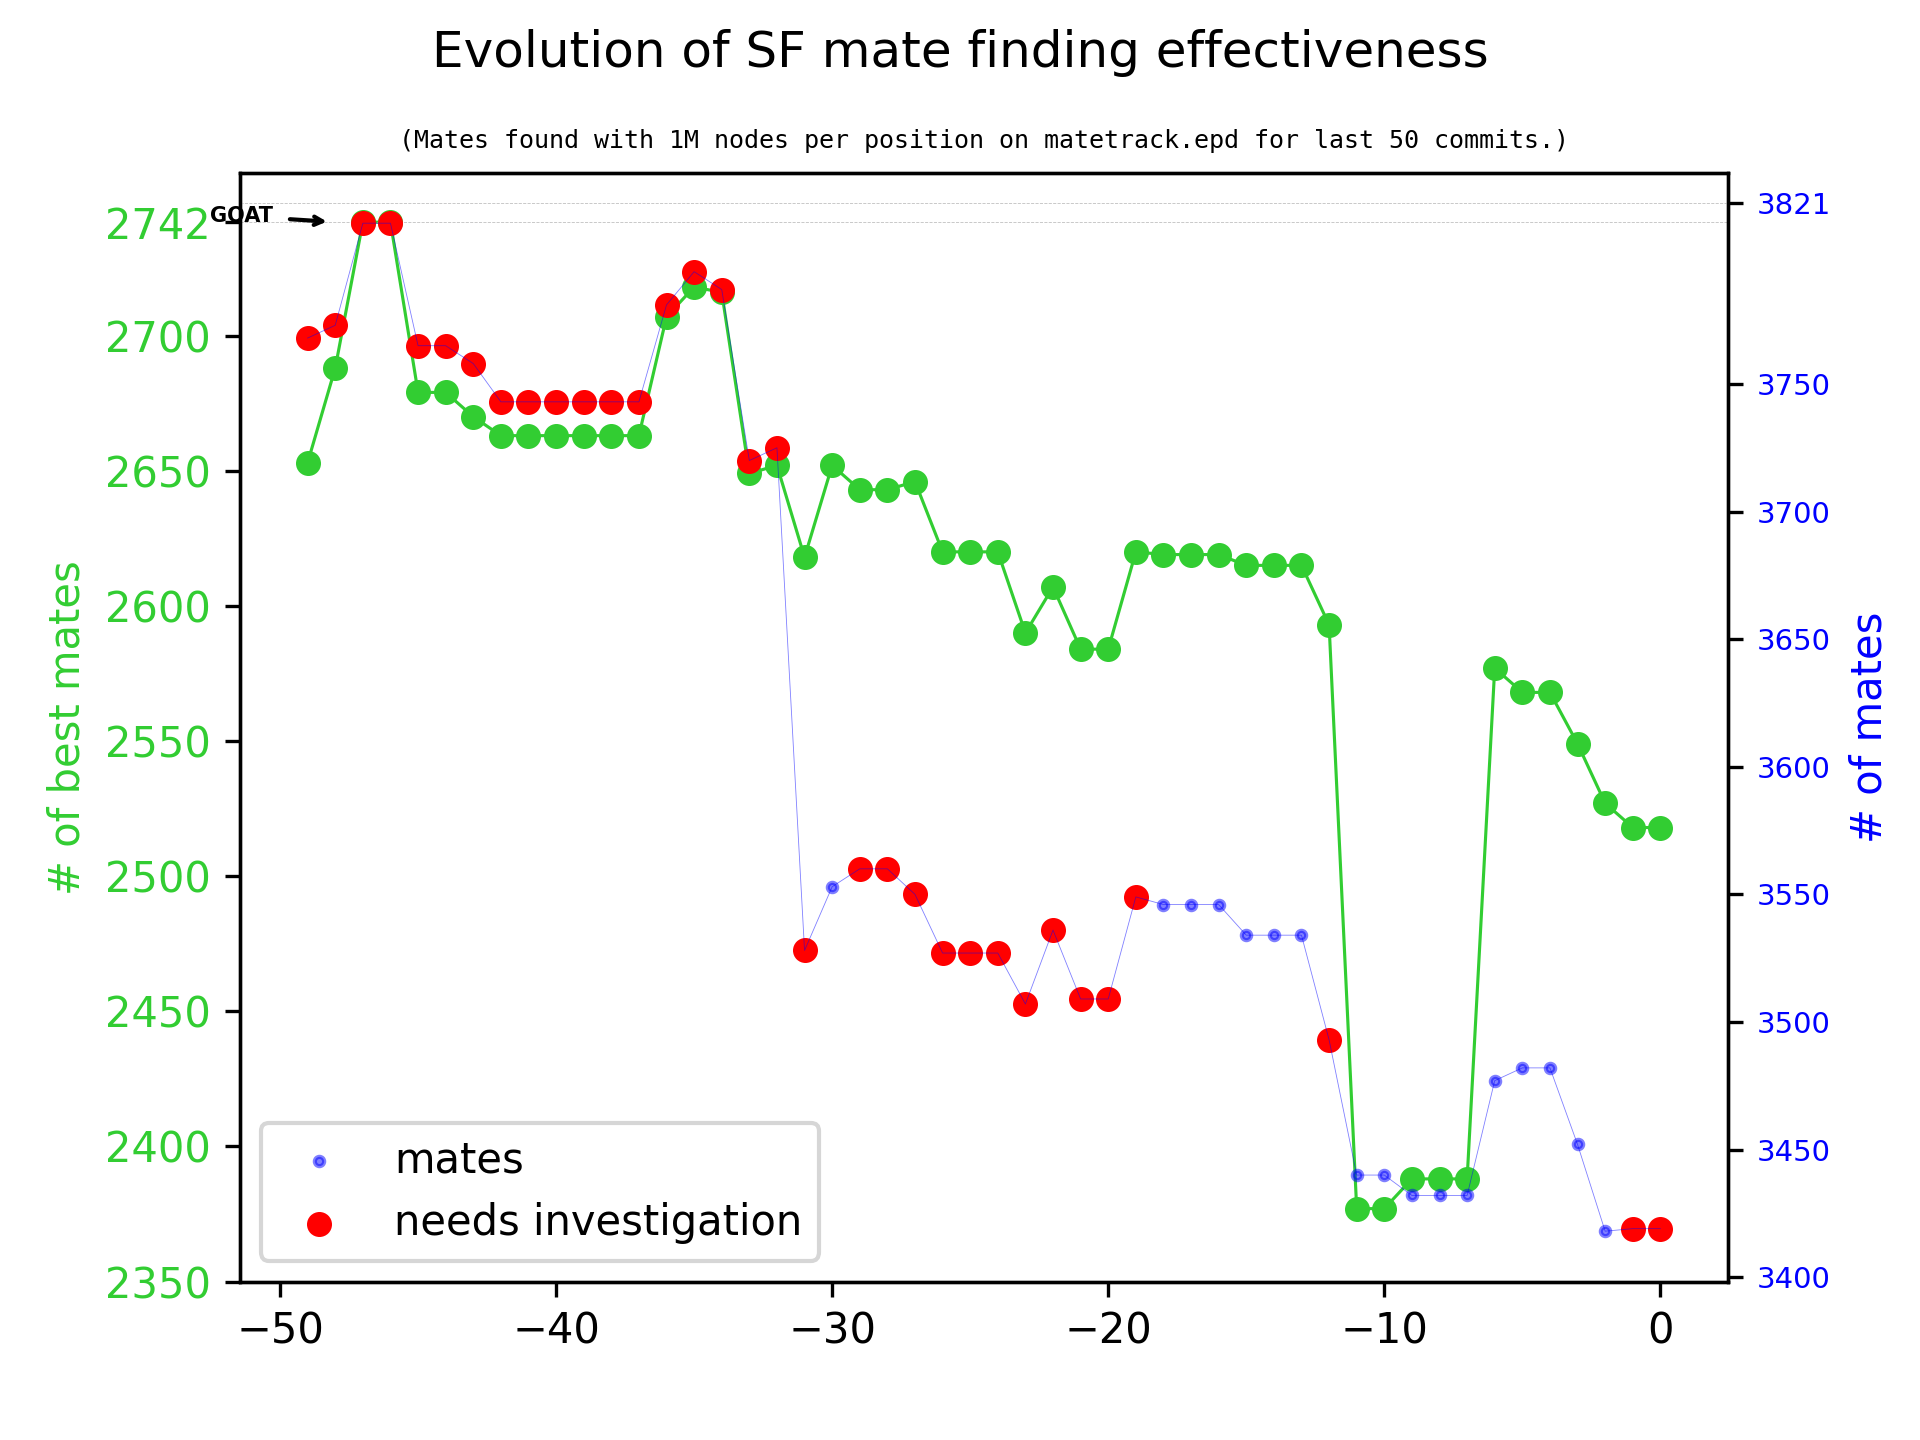 Evolution of SF mate finding effectiveness
(Mates found with 1M nodes per position on matetrack.epd for last 50 commits.)
GOAT
2742
2700
2650
2600
2550
2500
2450
2400
2350
# of best mates
3821
3750
3700
3650
3600
3550
3500
3450
3400
# of mates
mates
needs investigation
−50 −40 −30 −20 −10 0